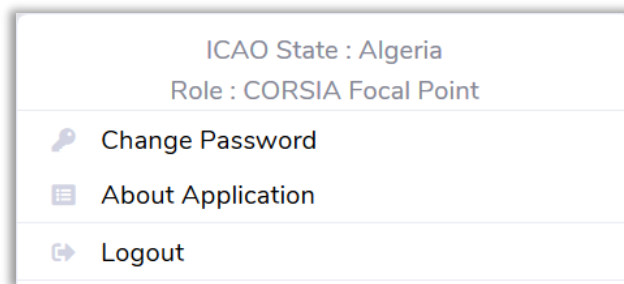 ICAO State : Algeria
Role : CORSIA Focal Point
Change Password
About Application
Logout